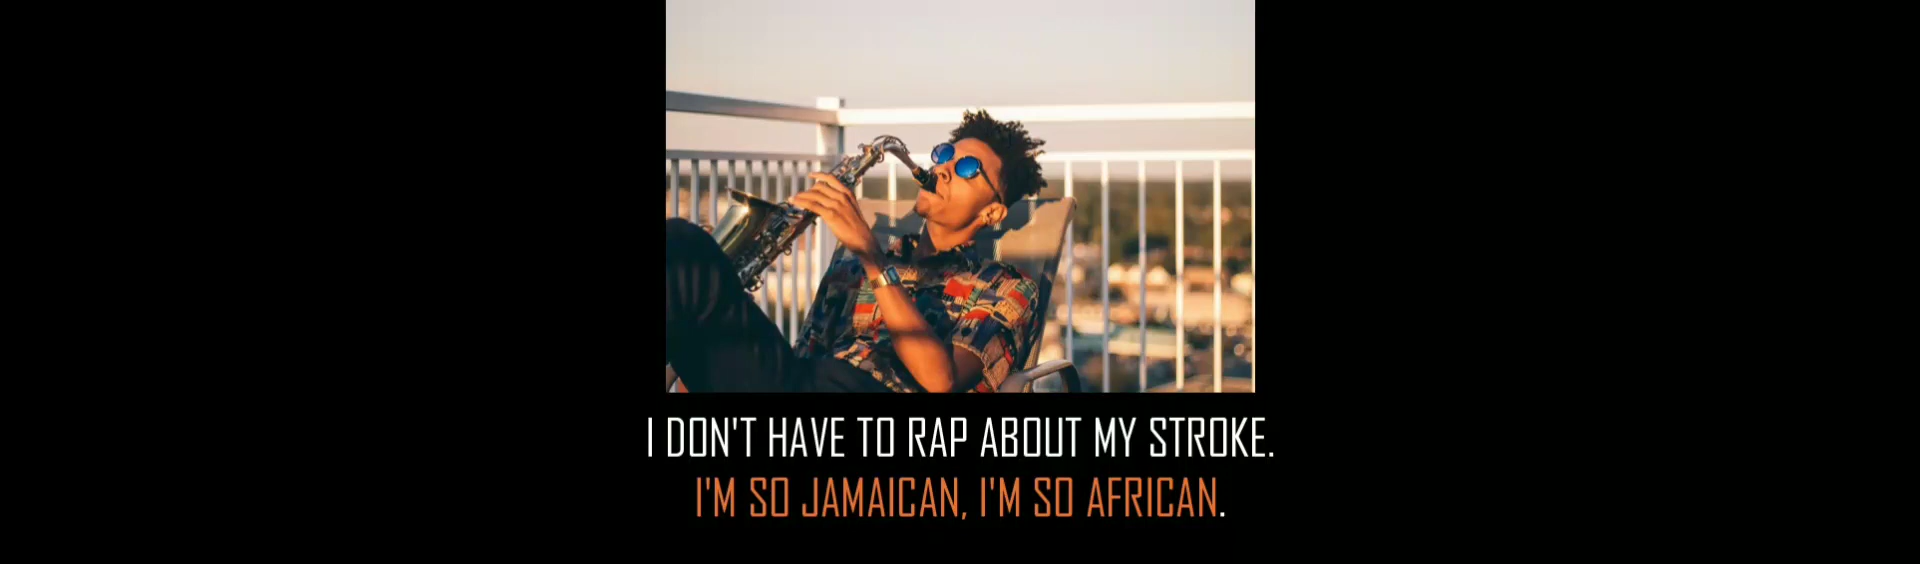 I DON'T HAVE TO RAP ABOUT MY STROKE.
I'M SO JAMAICAN, I'M SO AFRICAN.